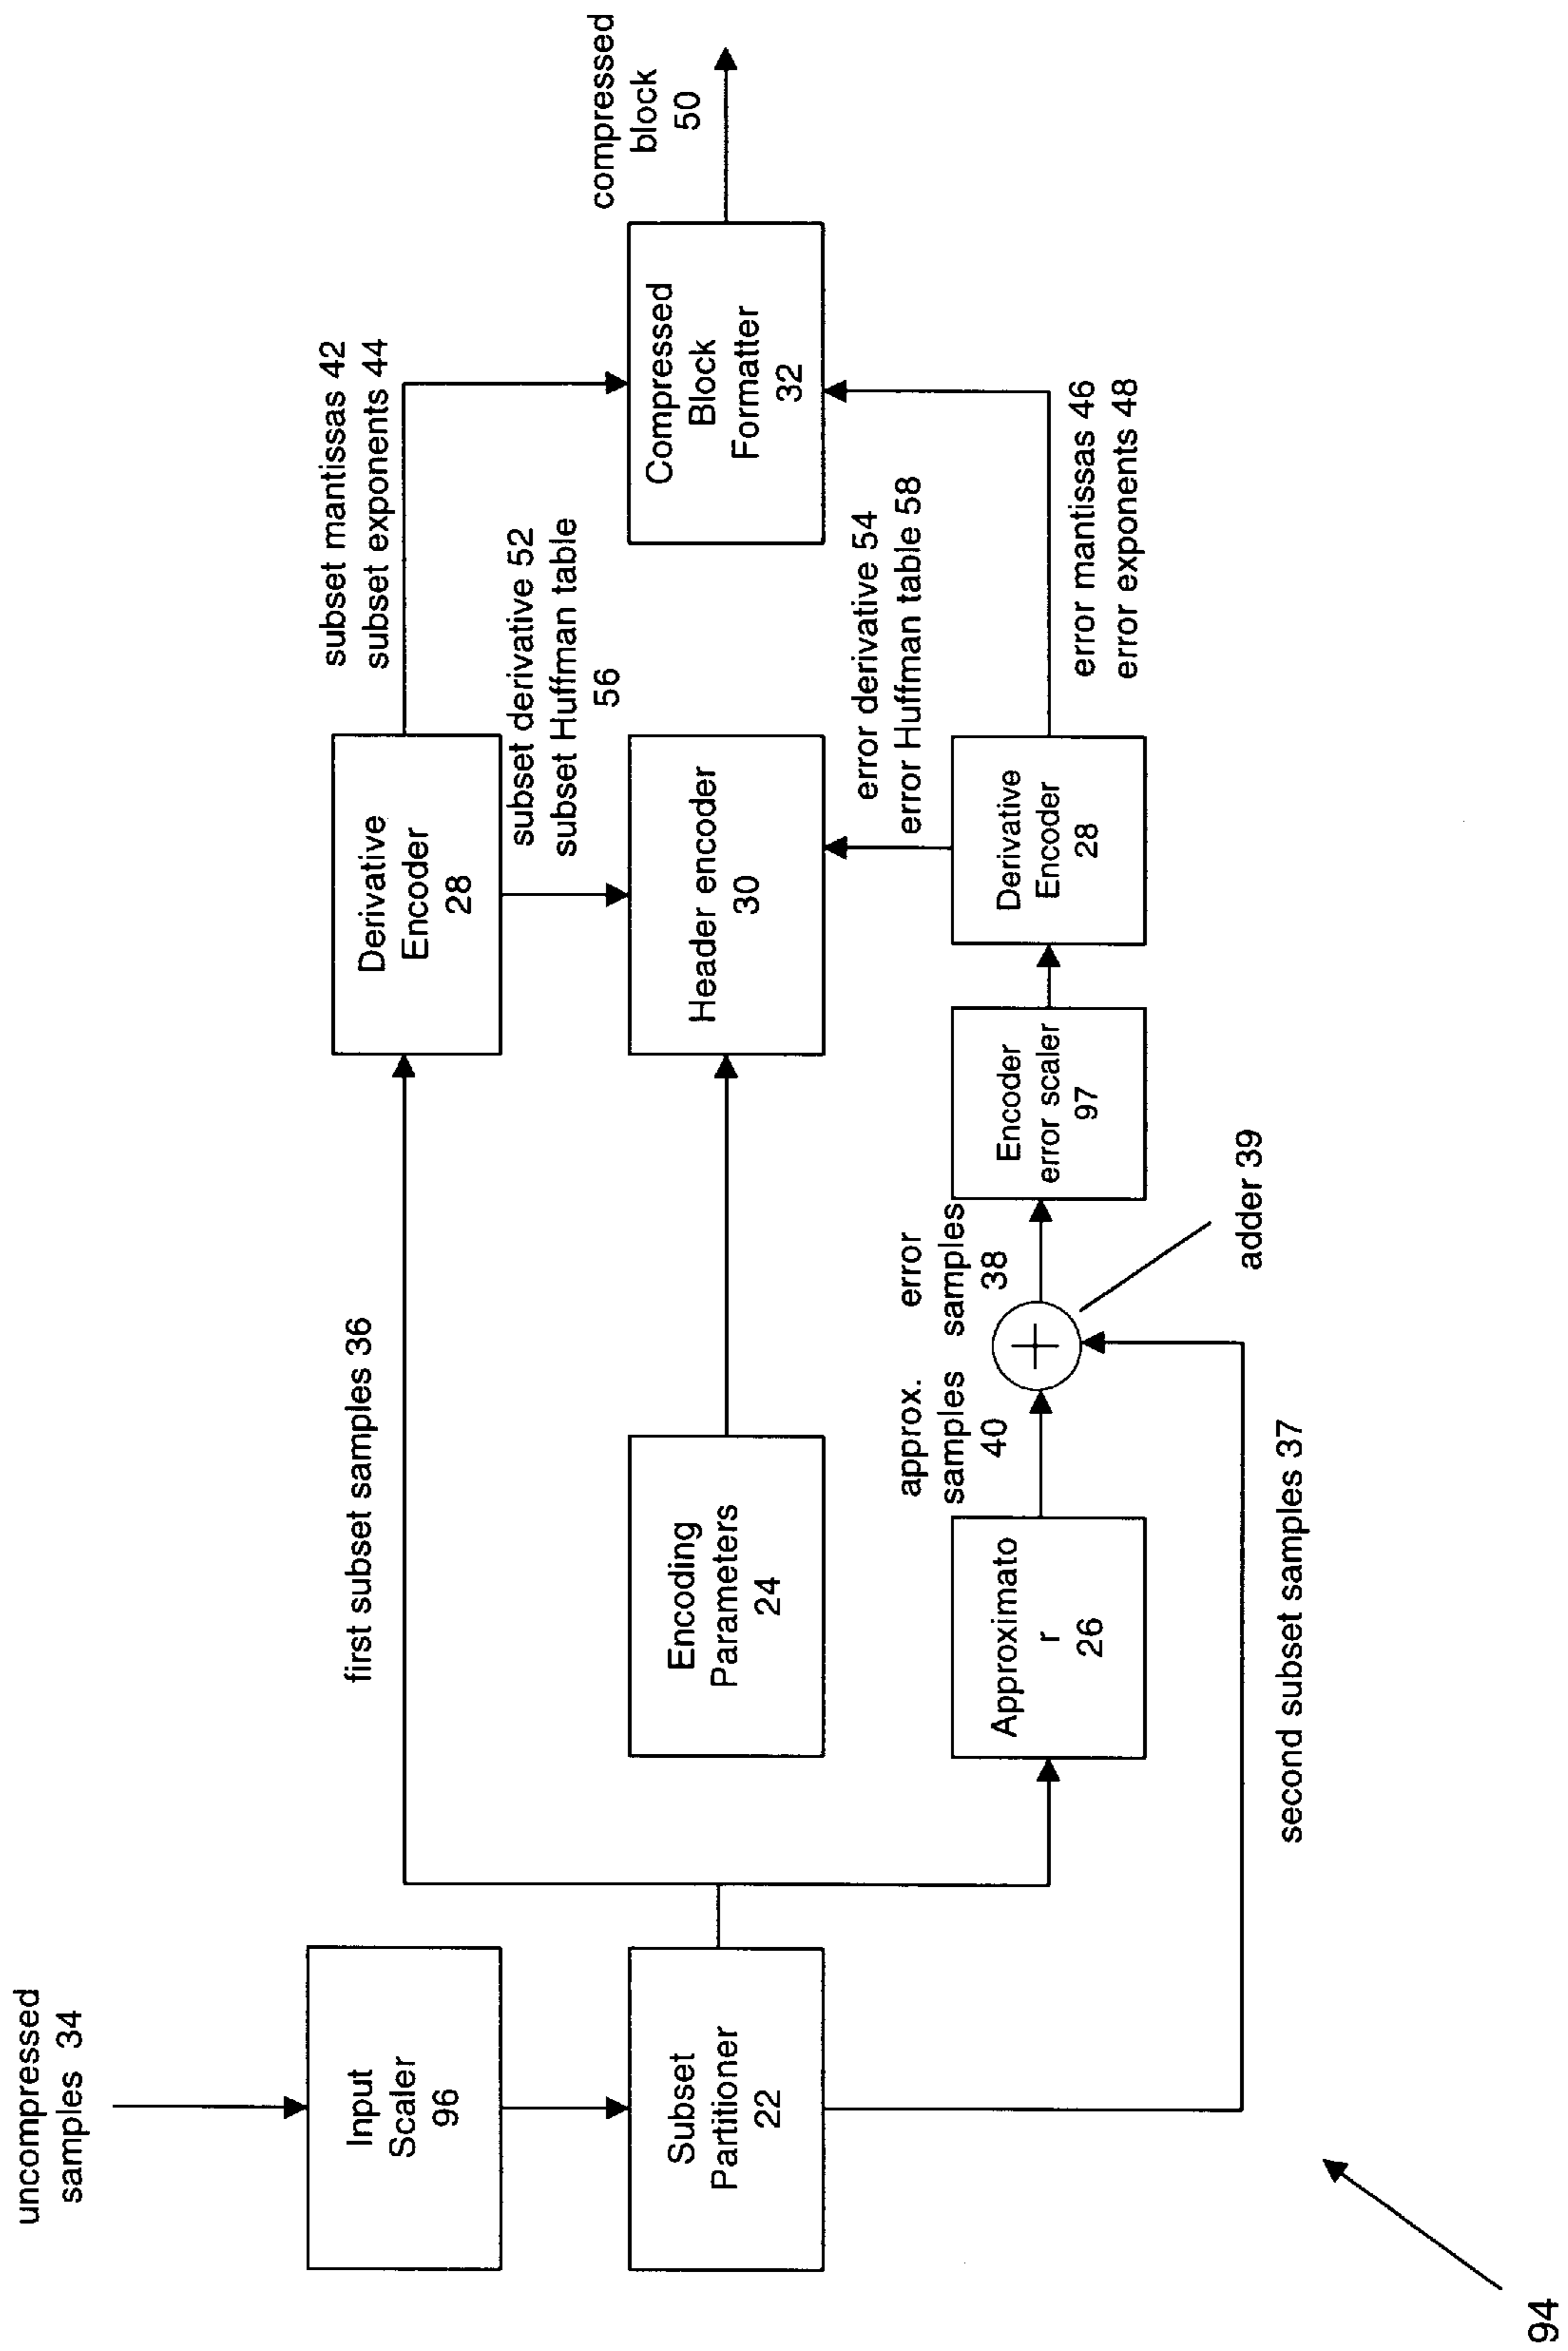 uncompressed
samples 34
Input
Scaler
96
Subset
Partitioner
22
first subset samples 36
Encoding
Parameters
24
Approximato
r
26
approx.
samples
40
error
samples
38
adder 39
second subset samples 37
Encoder
error scaler
97
Derivative
Encoder
28
Header encoder
30
Derivative
Encoder
28
subset derivative 52
subset Huffman table
56
error derivative 54
error Huffman table 58
subset mantissas 42
subset exponents 44
error mantissas 46
error exponents 48
Compressed
Block
Formatter
32
compressed
block
50
94